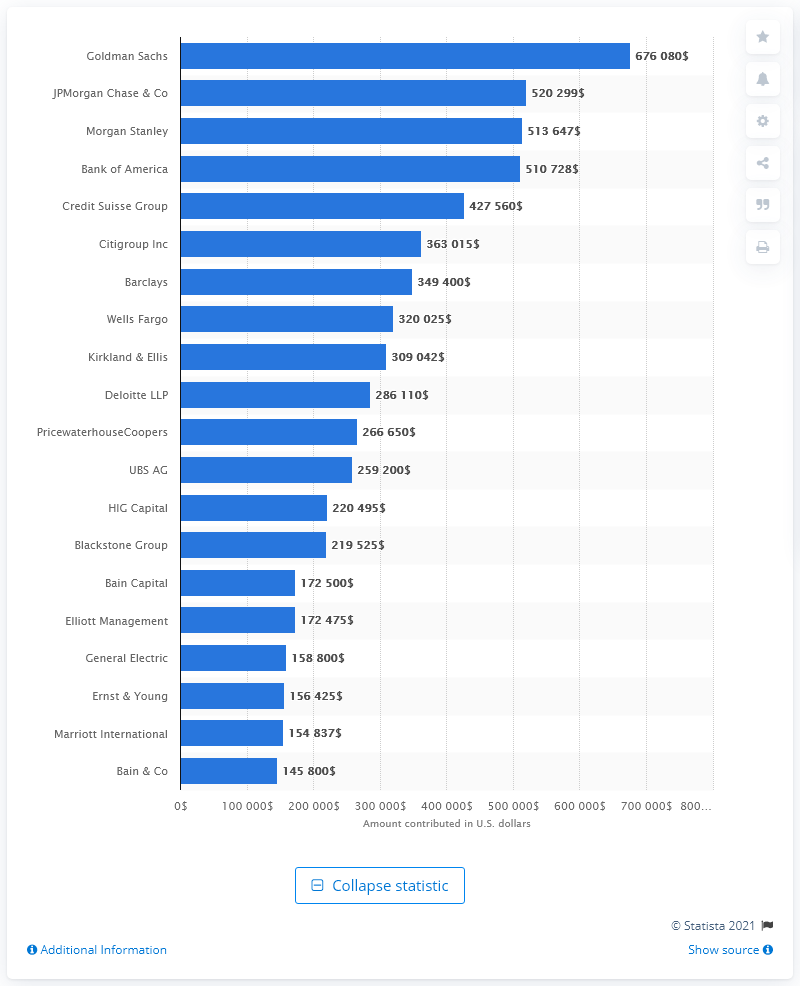 Goldman Sachs 676 080$
JPMorgan Chase & Co 520 299$
Morgan Stanley 513 647$
Bank of America 510 728$
Credit Suisse Group 427 560$
Citigroup Inc 363 015$
Barclays 349 400$
Wells Fargo 320 025$
Kirkland & Ellis 309 042$
Deloitte LLP 286 110$
PricewaterhouseCoopers 266 650$
UBS AG 259 200$
HIG Capital 220 495$
Blackstone Group 219 525$
Bain Capital 172 500$
Elliott Management 172 475$
General Electric 158 800$
Ernst & Young 156 425$
Marriott International 154 837$
Bain & Co 145 800$
0$ 100 000$ 200 000$ 300 000$ 400 000$ 500 000$ 600 000$ 700 000$ 800...
Amount contributed in U.S. dollars
Collapse statistic
© Statista 2021
Additional Information Show source